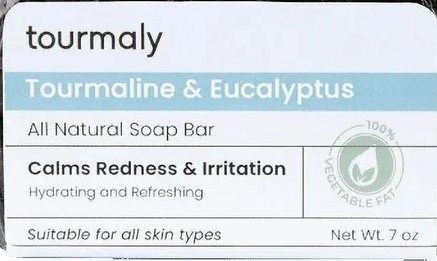 tourmaly
Tourmaline & Eucalyptus
All Natural Soap Bar
Calms Redness & Irritation
Hydrating and Refreshing
100%
VEGETABLE FAT
Suitable for all skin types
Net Wt. 7 oz